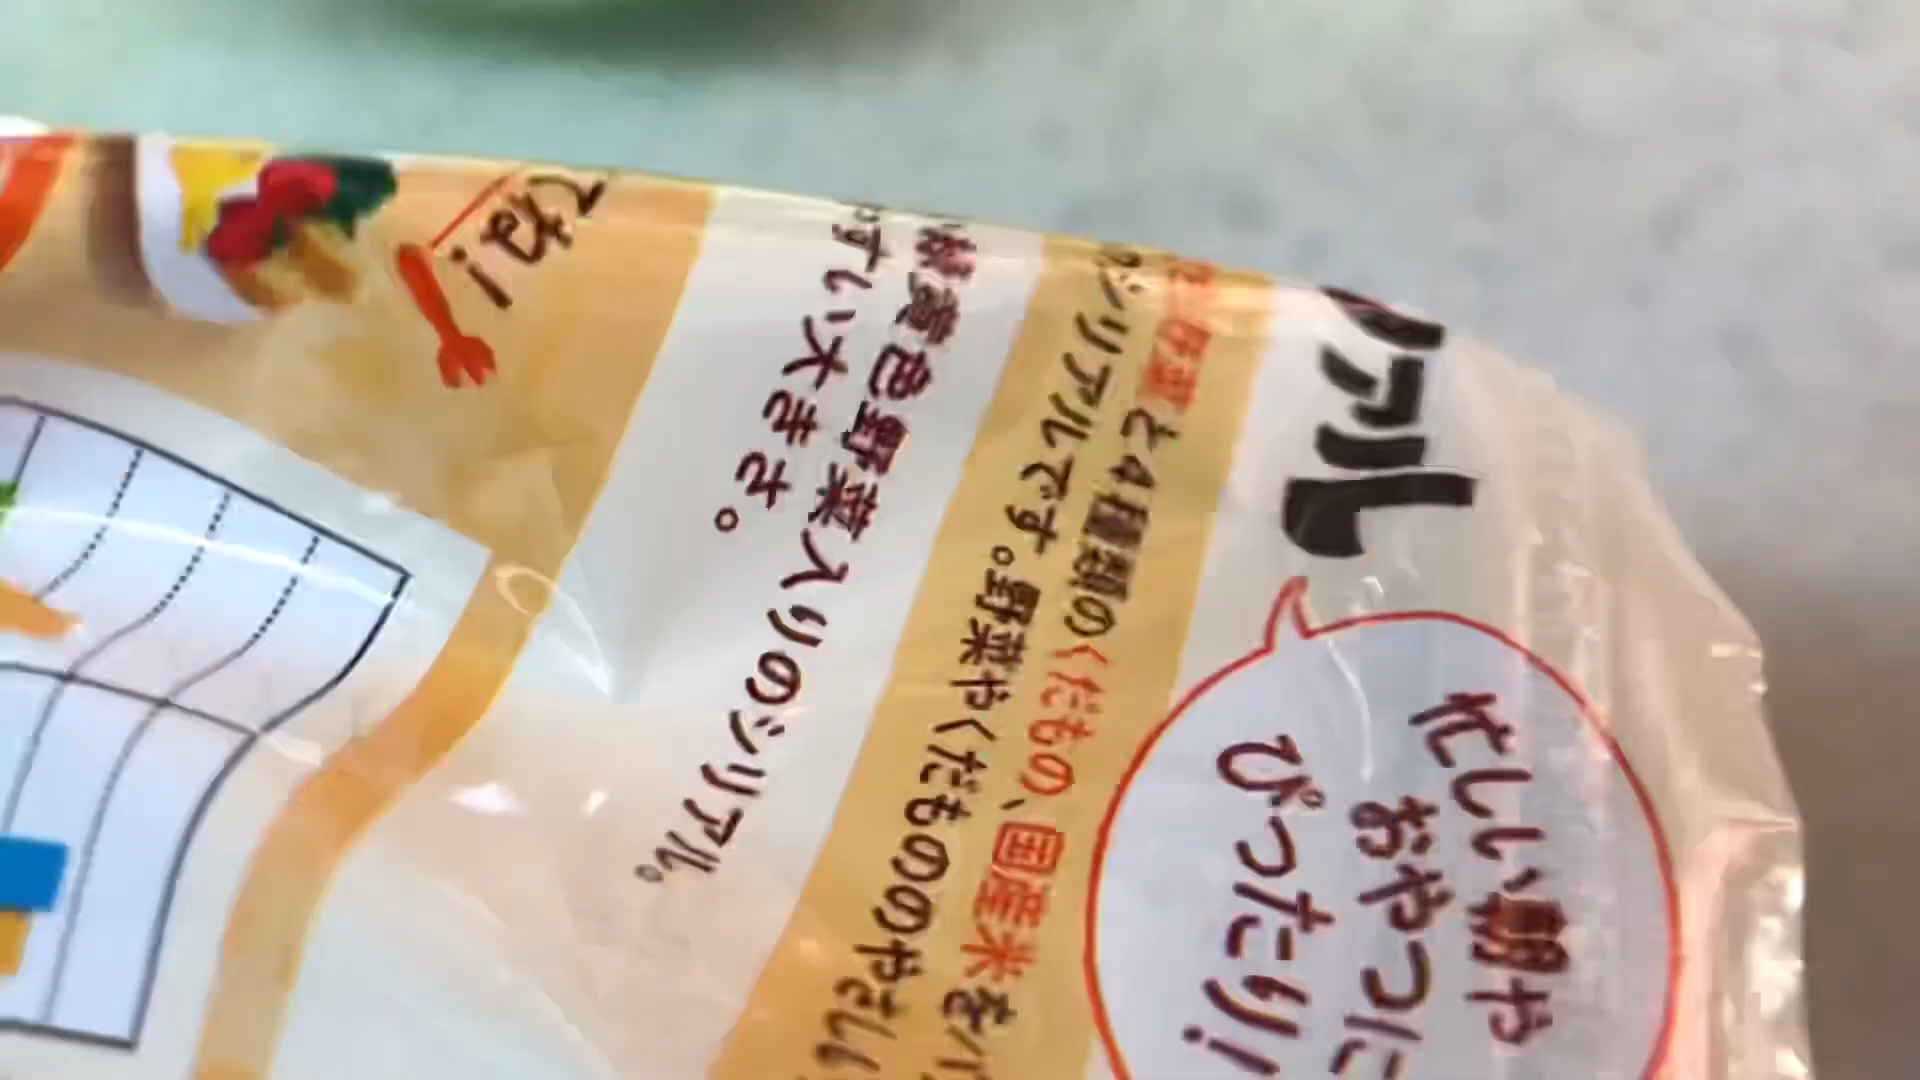 アル
忙しい朝や
おやつに
ぴったり!
野菜と4種類のくだもの、国産米を
シリアルです。野菜やくだもののやさしい
緑黄色野菜入りのシリアル。
すい大きさ。
てね!